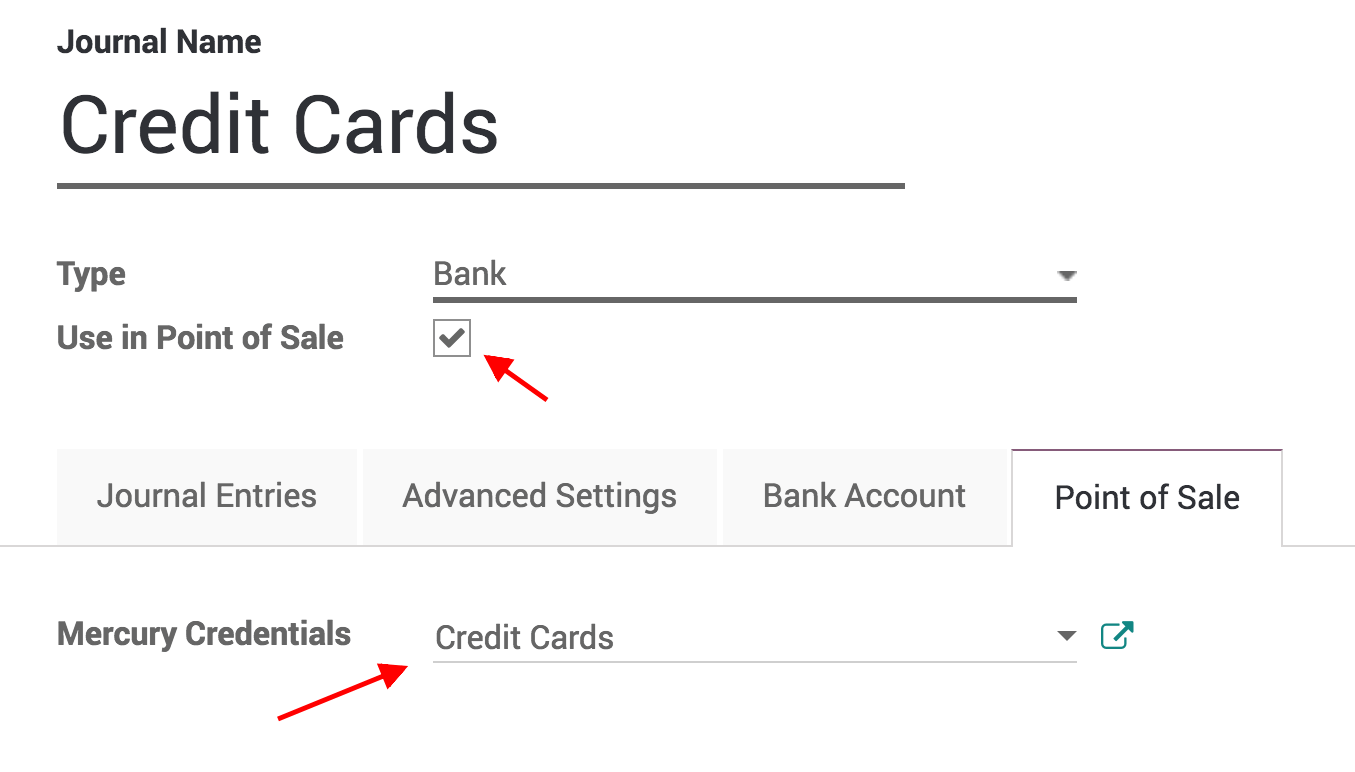 Journal Name
Credit Cards
Type Bank
Use in Point of Sale
Journal Entries Advanced Settings Bank Account Point of Sale
Mercury Credentials Credit Cards